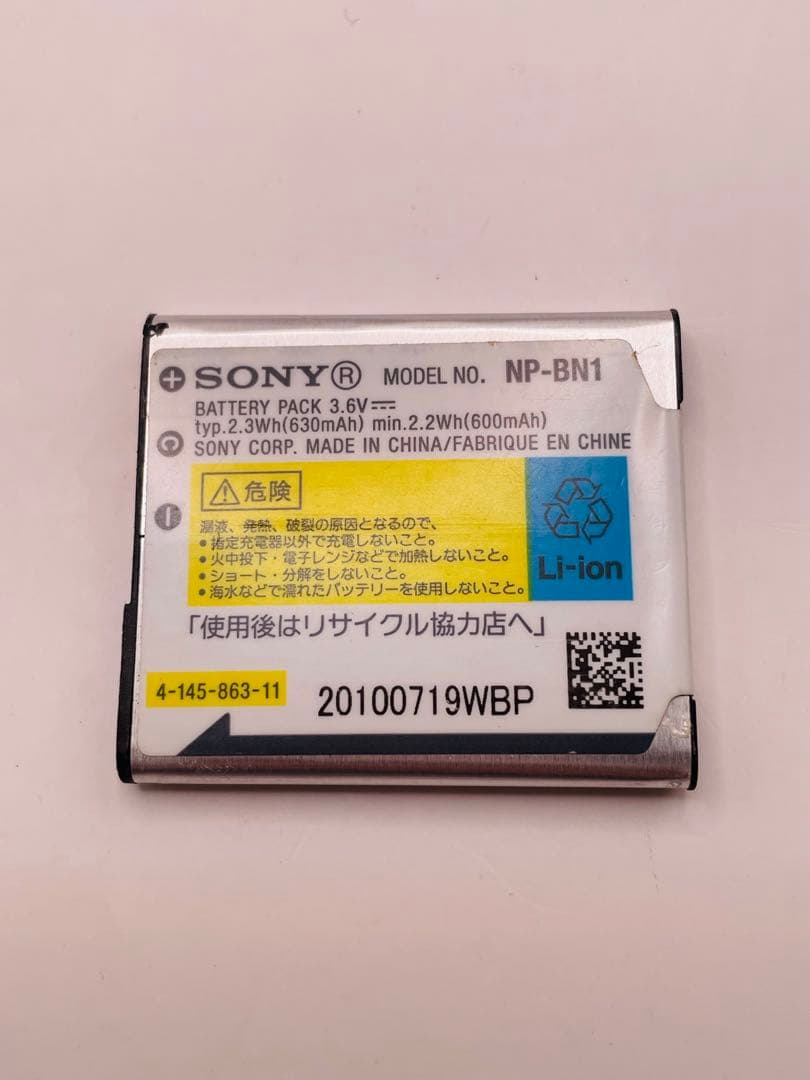 SONY® MODEL NO. NP-BN1
BATTERY PACK 3.6V
typ.2.3Wh(630mAh) min.2.2Wh(600mAh)
SONY CORP. MADE IN CHINA/FABRIQUE EN CHINE
⚠危険
漏液、発熱、破裂の原因となるので、
●指定充電器以外で充電しないこと。
●火中投下・電子レンジなどで加熱しないこと。
●ショート・分解をしないこと。
●海水などで濡れたバッテリーを使用しないこと。
Li-ion
「使用後はリサイクル協力店へ」
4-145-863-11
20100719WBP